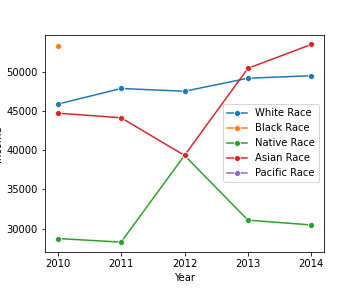 50000
45000
40000
35000
30000
White Race
Black Race
Native Race
Asian Race
Pacific Race
2010 2011 2012 2013 2014
Year